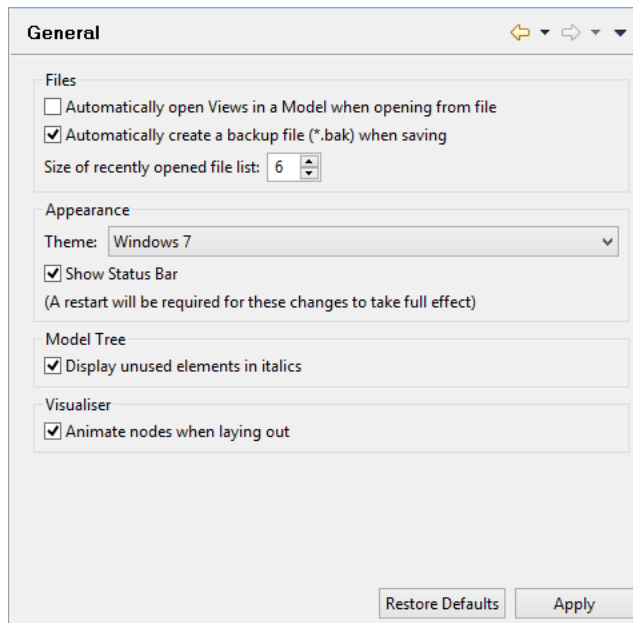 General
Files
Automatically open Views in a Model when opening from file
Automatically create a backup file (*.bak) when saving
Size of recently opened file list: 6
Appearance
Theme: Windows 7
Show Status Bar
(A restart will be required for these changes to take full effect)
Model Tree
Display unused elements in italics
Visualiser
Animate nodes when laying out
Restore Defaults Apply